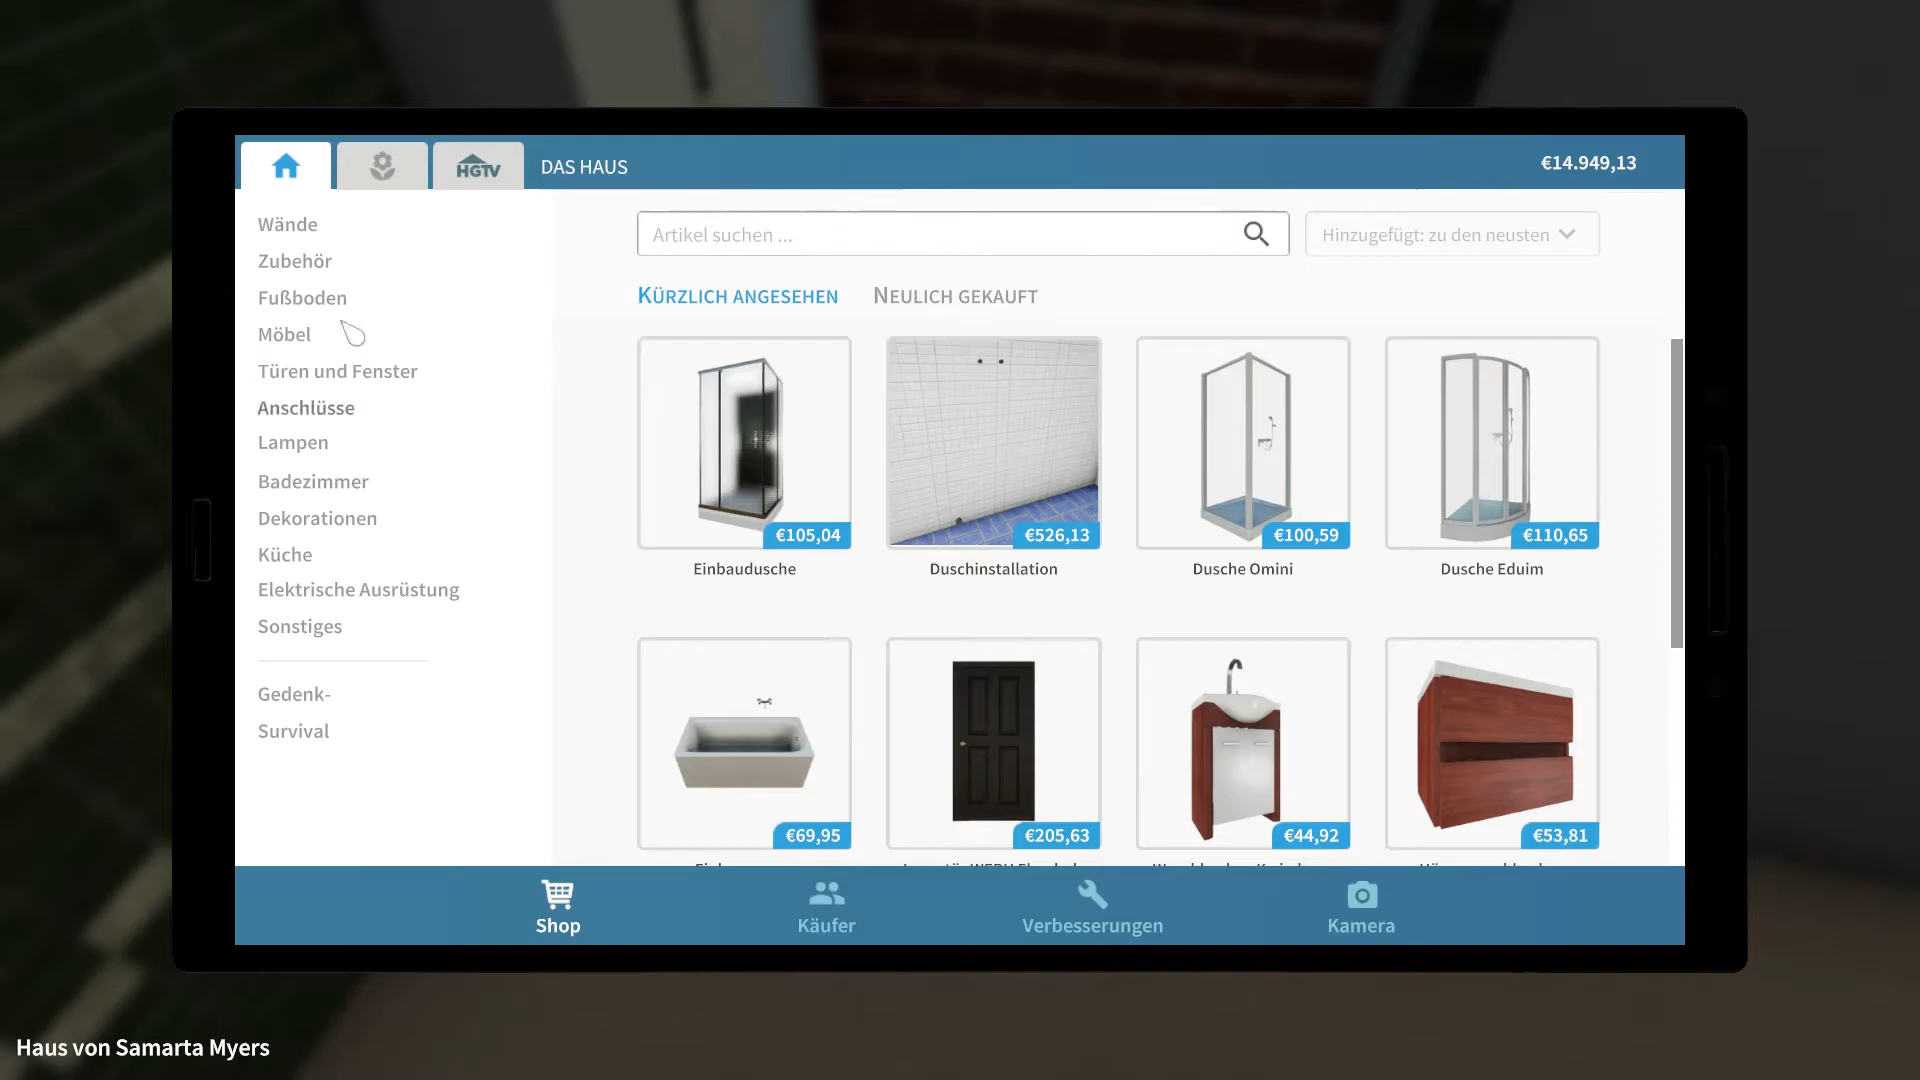 HGTV
DAS HAUS
€14.949,13
Wände
Zubehör
Fußboden
Möbel
Türen und Fenster
Anschlüsse
Lampen
Badezimmer
Dekorationen
Küche
Elektrische Ausrüstung
Sonstiges
Gedenk-
Survival
Artikel suchen ...
Hinzugefügt: zu den neusten
KÜRZLICH ANGESEHEN
NEULICH GEKAUFT
€105,04
€526,13
€100,59
€110,65
Einbaudusche
Duschinstallation
Dusche Omini
Dusche Eduim
€69,95
€205,63
€44,92
€53,81
Shop
Käufer
Verbesserungen
Kamera
Haus von Samarta Myers